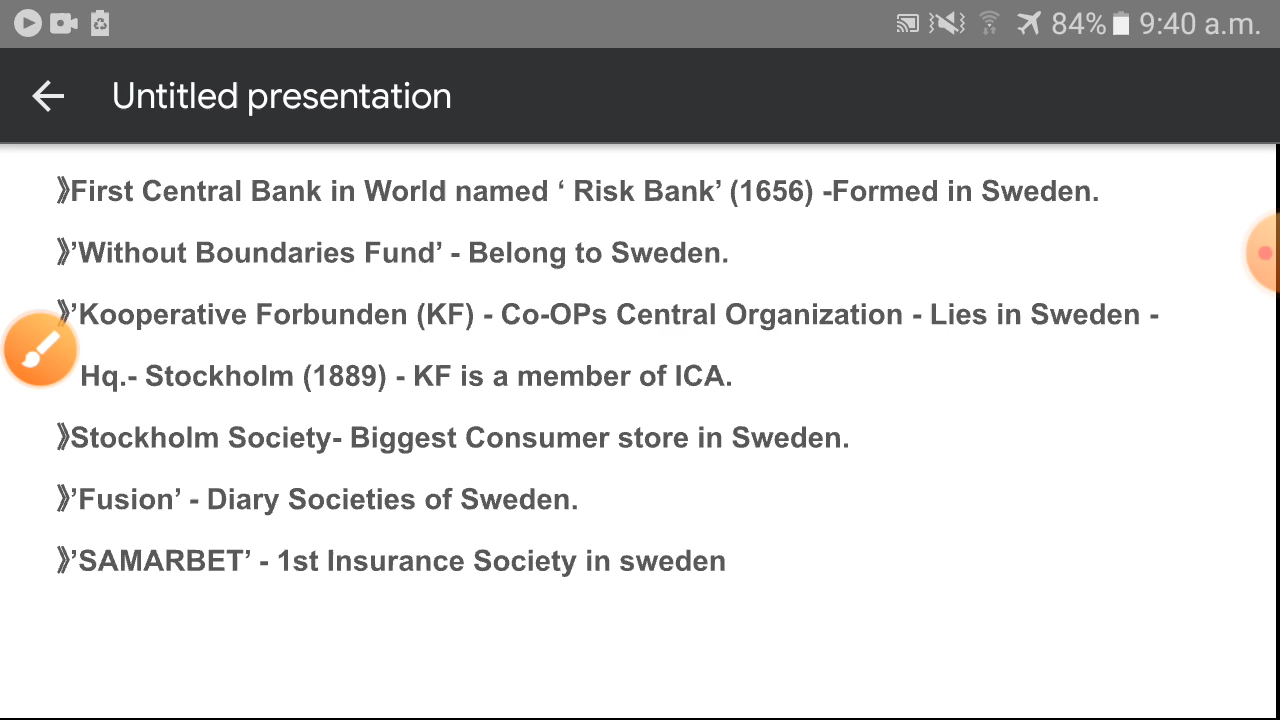 84% 9:40 a.m.
Untitled presentation
》First Central Bank in World named ‘ Risk Bank’ (1656) -Formed in Sweden.
》’Without Boundaries Fund’ - Belong to Sweden.
》’Kooperative Forbunden (KF) - Co-OPs Central Organization - Lies in Sweden -
Hq.- Stockholm (1889) - KF is a member of ICA.
》Stockholm Society- Biggest Consumer store in Sweden.
》’Fusion’ - Diary Societies of Sweden.
》’SAMARBET’ - 1st Insurance Society in sweden